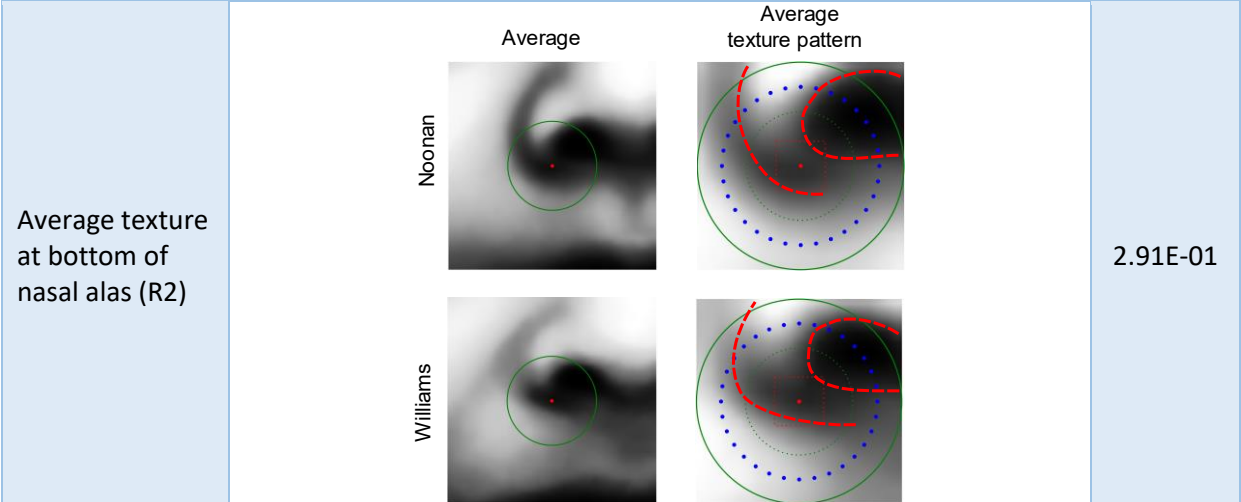 Average texture
at bottom of
nasal alas (R2)
Average
Average
texture pattern
Noonan
Williams
2.91E-01